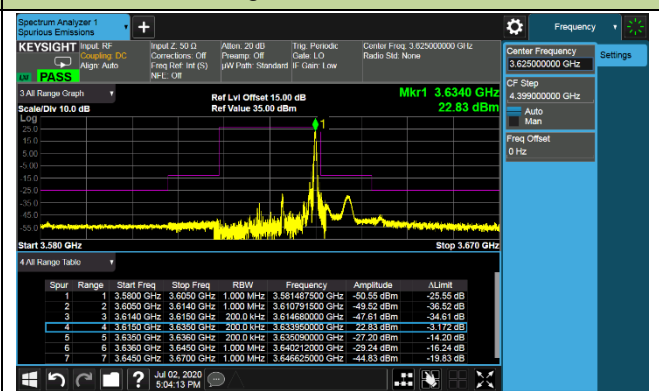 Spectrum Analyzer 1
Spurious Emissions
Frequency
KEYSIGHT Input: RF
Coupling: DC
Align: Auto
Input Z: 50 Ω
Corrections: Off
Freq Ref: Int (S)
NFE: Off
Atten: 20 dB
Preamp: Off
µW Path: Standard
Trig: Periodic
Gate: LO
IF Gain: Low
Center Freq: 3.625000000 GHz
Radio Std: None
LXI PASS
Center Frequency
3.625000000 GHz
Settings
CF Step
4.399000000 GHz
Auto
Man
Freq Offset
0 Hz
3 All Range Graph
Ref Lvl Offset 15.00 dB
Mkr1 3.6340 GHz
Scale/Div 10.0 dB
Ref Value 35.00 dBm
22.83 dBm
Log
1
25.0
15.0
5.00
-5.00
-15.0
-25.0
-35.0
-45.0
-55.0
Start 3.580 GHz
Stop 3.670 GHz
4 All Range Table
Spur Range Start Freq Stop Freq RBW Frequency Amplitude ΔLimit
1 1 3.5800 GHz 3.6050 GHz 1.000 MHz 3.581487500 GHz -50.55 dBm -25.55 dB
2 2 3.6050 GHz 3.6140 GHz 1.000 MHz 3.610791500 GHz -49.52 dBm -36.52 dB
3 3 3.6140 GHz 3.6150 GHz 200.0 kHz 3.614680000 GHz -47.61 dBm -34.61 dB
4 4 3.6150 GHz 3.6350 GHz 200.0 kHz 3.633950000 GHz 22.83 dBm -3.172 dB
5 5 3.6350 GHz 3.6360 GHz 200.0 kHz 3.635090000 GHz -27.20 dBm -14.20 dB
6 6 3.6360 GHz 3.6450 GHz 1.000 MHz 3.640212000 GHz -29.24 dBm -16.24 dB
7 7 3.6450 GHz 3.6700 GHz 1.000 MHz 3.646625000 GHz -44.83 dBm -19.83 dB
Jul 02, 2020
5:04:13 PM